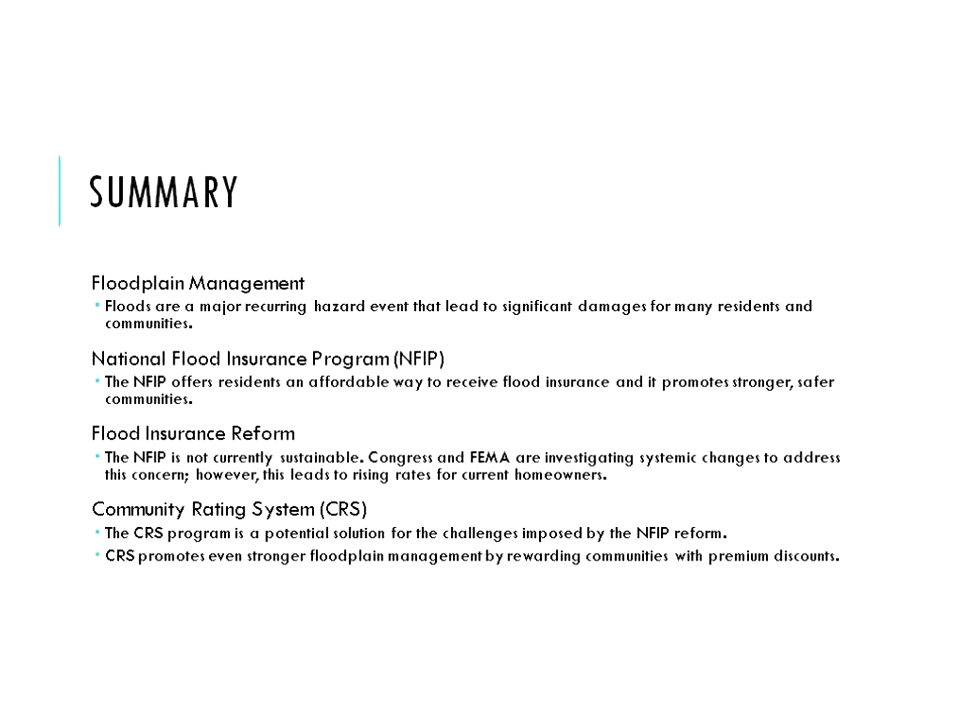 SUMMARY
Floodplain Management
Floods are a major recurring hazard event that lead to significant damages for many residents and
communities.
National Flood Insurance Program (NFIP)
The NFIP offers residents an affordable way to receive flood insurance and it promotes stronger, safer
communities.
Flood Insurance Reform
The NFIP is not currently sustainable. Congress and FEMA are investigating systemic changes to address
this concern; however, this leads to rising rates for current homeowners.
Community Rating System (CRS)
The CRS program is a potential solution for the challenges imposed by the NFIP reform.
CRS promotes even stronger floodplain management by rewarding communities with premium discounts.